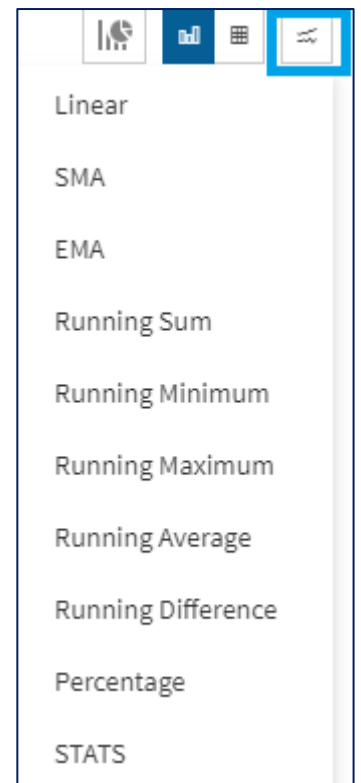 Linear
SMA
EMA
Running Sum
Running Minimum
Running Maximum
Running Average
Running Difference
Percentage
STATS